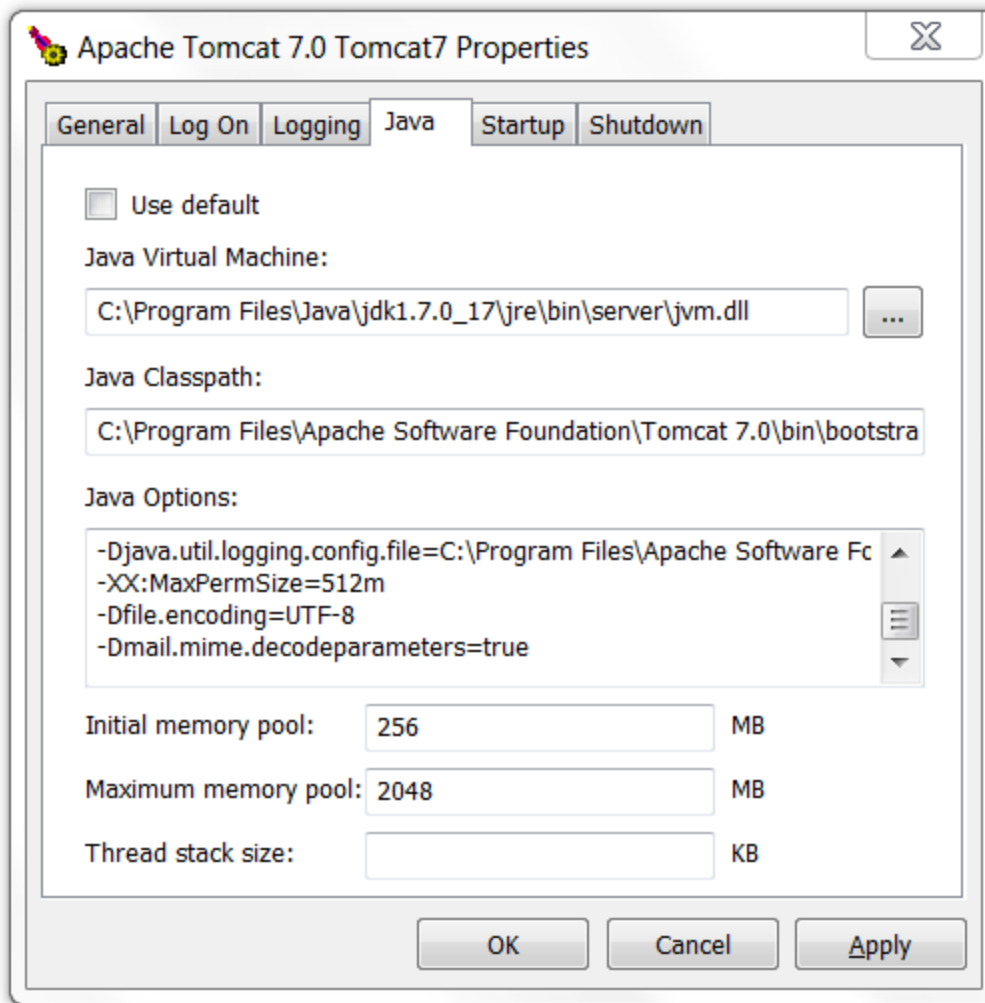 Apache Tomcat 7.0 Tomcat7 Properties
General Log On Logging Java Startup Shutdown
Use default
Java Virtual Machine:
C:\Program Files\Java\jdk1.7.0_17\jre\bin\server\jvm.dll ...
Java Classpath:
C:\Program Files\Apache Software Foundation\Tomcat 7.0\bin\bootstra
Java Options:
-Djava.util.logging.config.file=C:\Program Files\Apache Software Fc
-XX:MaxPermSize=512m
-Dfile.encoding=UTF-8
-Dmail.mime.decodeparameters=true
Initial memory pool: 256 MB
Maximum memory pool: 2048 MB
Thread stack size: KB
OK Cancel Apply